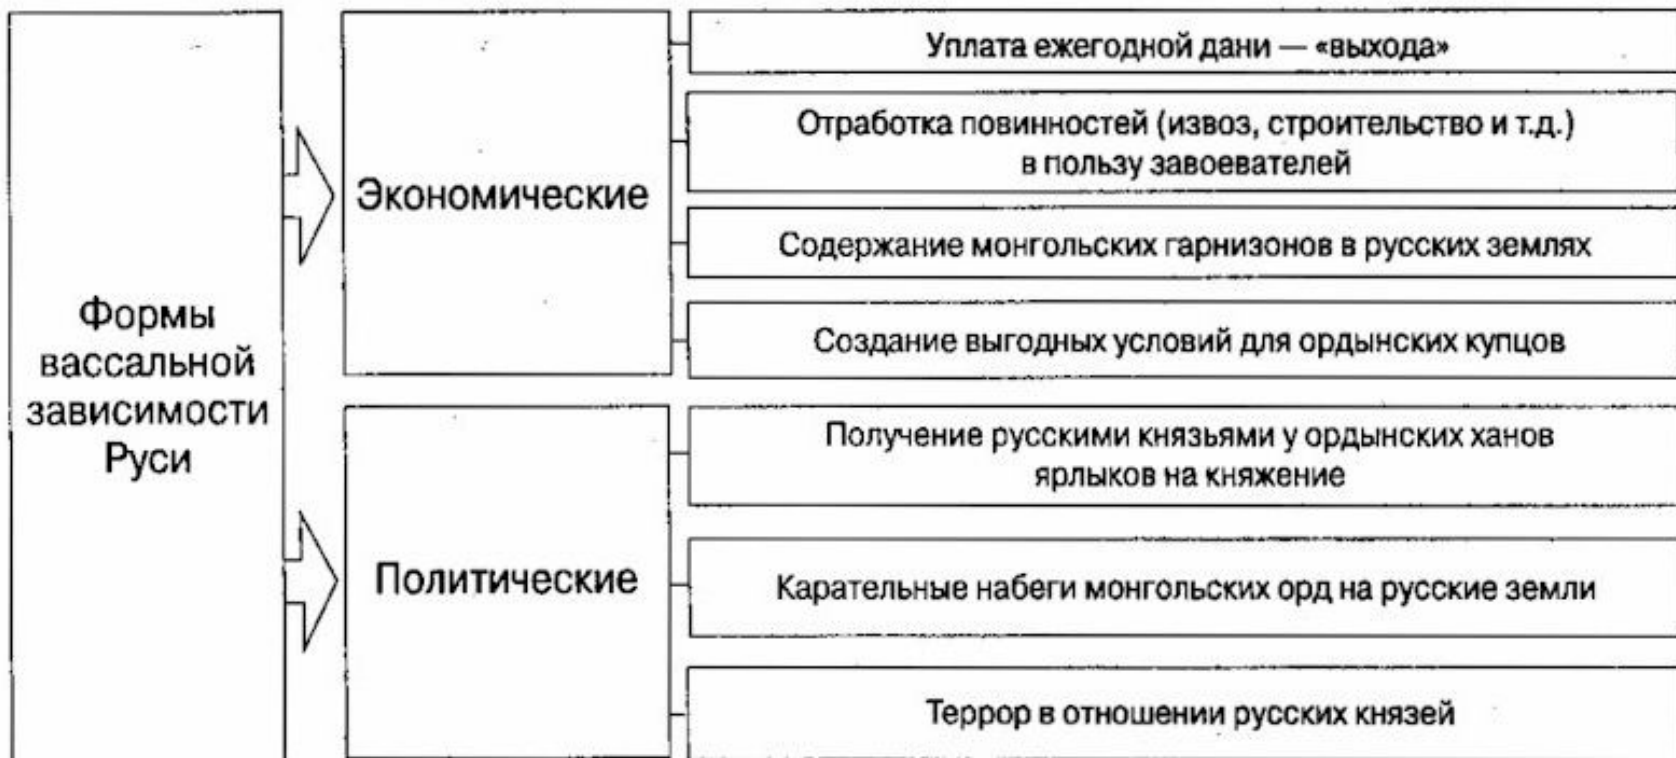 Формы
вассальной
зависимости
Руси
Экономические
Уплата ежегодной дани — «выхода»
Отработка повинностей (извоз, строительство и т.д.)
в пользу завоевателей
Содержание монгольских гарнизонов в русских землях
Создание выгодных условий для ордынских купцов
Политические
Получение русскими князьями у ордынских ханов
ярлыков на княжение
Карательные набеги монгольских орд на русские земли
Террор в отношении русских князей